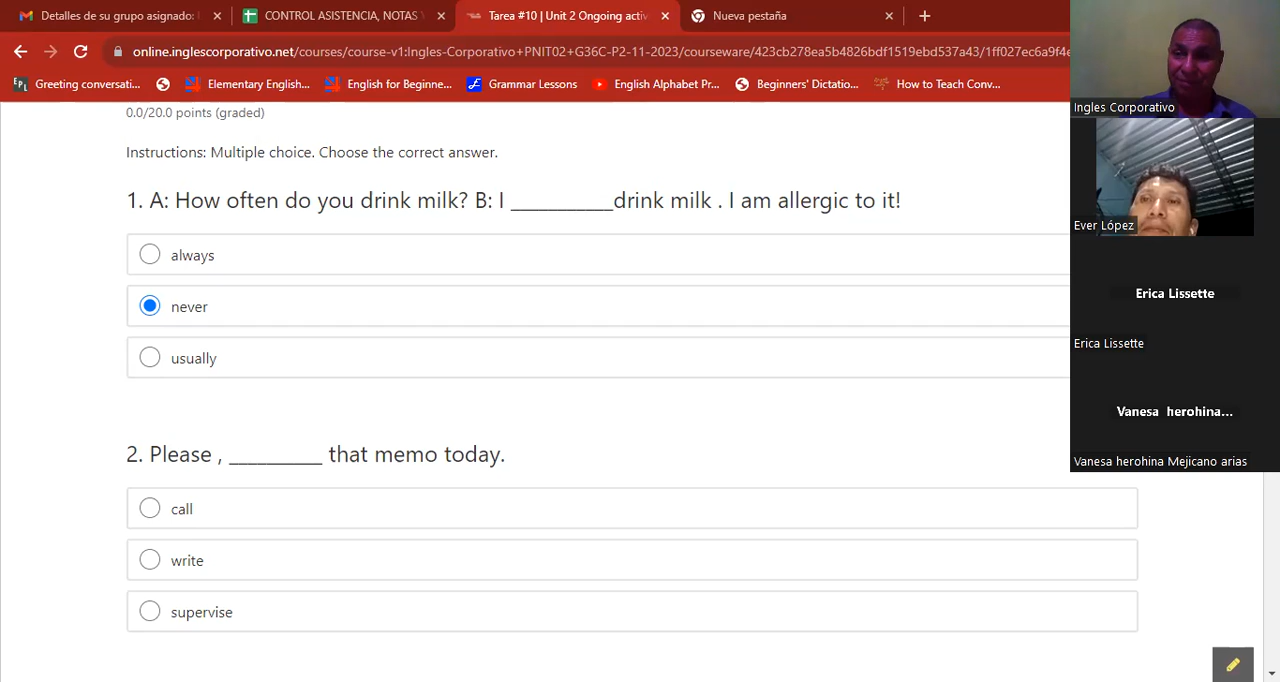 Detalles de su grupo asignado:
CONTROL ASISTENCIA, NOTAS
Tarea #10 | Unit 2 Ongoing activ
Nueva pestaña
online.inglescorporativo.net/courses/course-v1:Ingles-Corporativo+PNIT02+G36C-P2-11-2023/courseware/423cb278ea5b4826bdf1519ebd537a43/1ff027ec6a9f4e
Greeting conversati...
Elementary English...
English for Beginne...
Grammar Lessons
English Alphabet Pr...
Beginners' Dictatio...
How to Teach Conv...
0.0/20.0 points (graded)
Instructions: Multiple choice. Choose the correct answer.
1. A: How often do you drink milk? B: I __________drink milk . I am allergic to it!
always
never
usually
2. Please , _________ that memo today.
call
write
supervise
Ingles Corporativo
Ever López
Erica Lissette
Erica Lissette
Vanesa herohina...
Vanesa herohina Mejicano arias